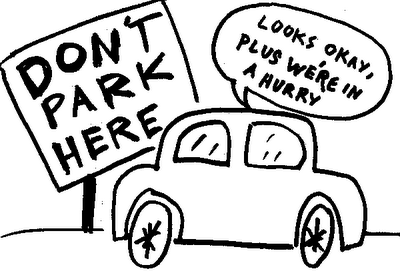 DON'T
PARK
HERE
LOOKS OKAY,
PLUS WE'RE IN
A HURRY